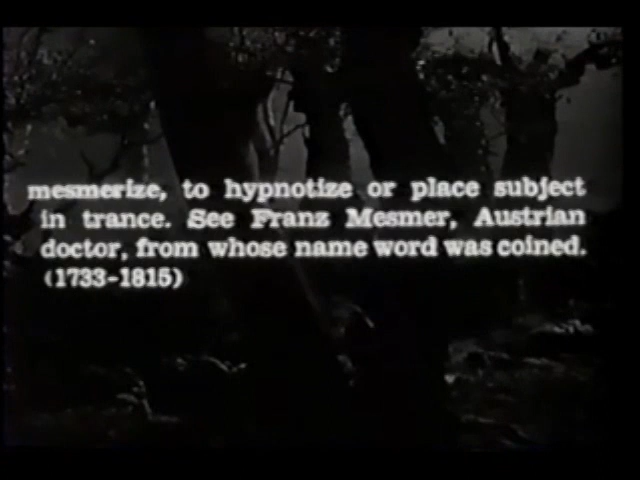 mesmerize, to hypnotize or place subject
in trance. See Franz Mesmer, Austrian
doctor, from whose name word was coined.
(1733-1815)